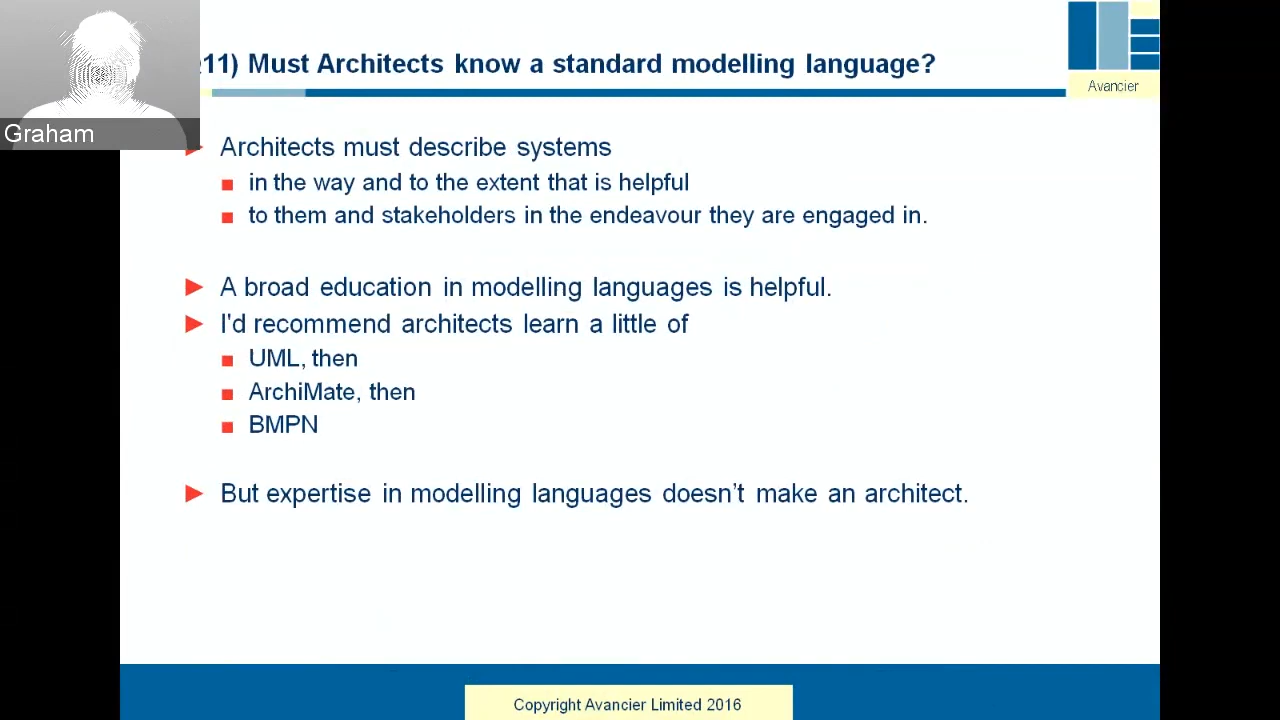 11) Must Architects know a standard modelling language?
Avancier
Graham
Architects must describe systems
in the way and to the extent that is helpful
to them and stakeholders in the endeavour they are engaged in.
A broad education in modelling languages is helpful.
I'd recommend architects learn a little of
UML, then
ArchiMate, then
BMPN
But expertise in modelling languages doesn’t make an architect.
Copyright Avancier Limited 2016